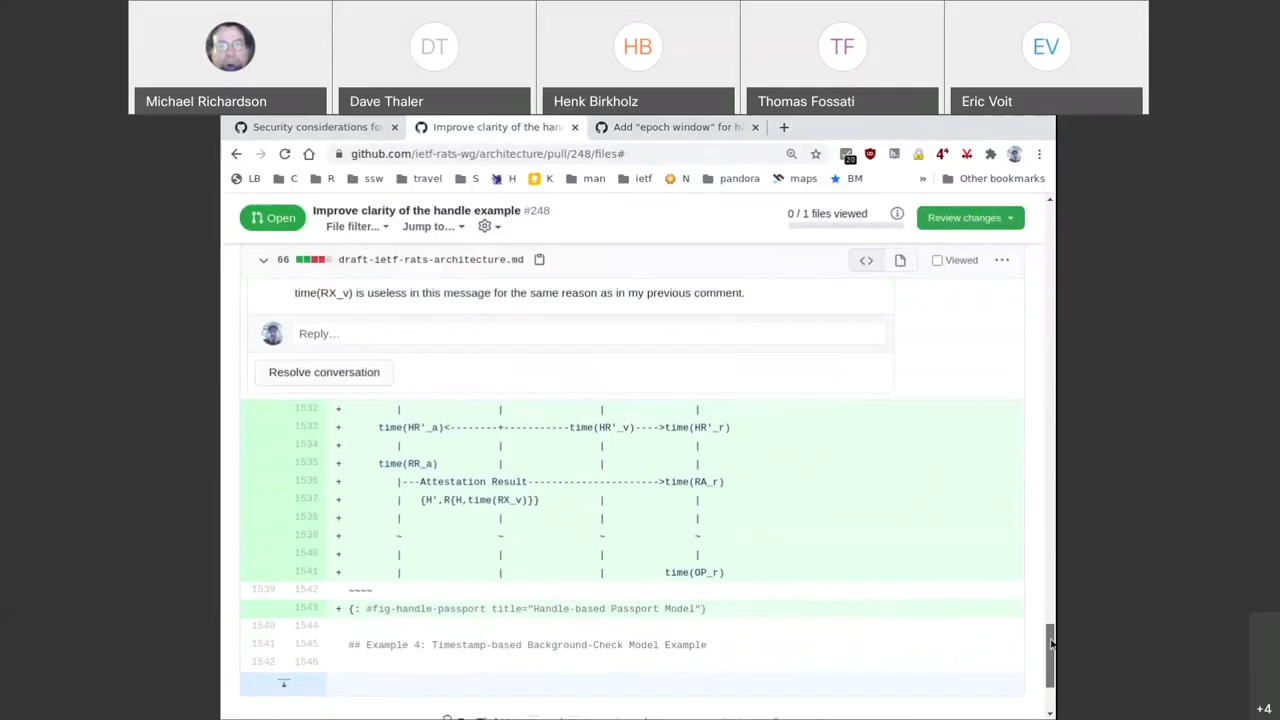 DT
HB
TF
EV
Michael Richardson
Dave Thaler
Henk Birkholz
Thomas Fossati
Eric Voit
Security considerations fo
Improve clarity of the han
Add "epoch window" for h
github.com/ietf-rats-wg/architecture/pull/248/files#
20
4°
LB
C
R
ssw
travel
S
H
K
man
ietf
N
pandora
maps
BM
»
Other bookmarks
Open
Improve clarity of the handle example #248
File filter...
Jump to...
0 / 1 files viewed
Review changes
66
draft-ietf-rats-architecture.md
Viewed
time(RX_v) is useless in this message for the same reason as in my previous comment.
Reply...
Resolve conversation
1532 + | | | |
1533 + time(HR'_a)<--------+-----------time(HR'_v)---->time(HR'_r)
1534 + | | | |
1535 + time(RR_a) | | |
1536 + |---Attestation Result---------------------->time(RA_r)
1537 + | {H',R{H,time(RX_v)}} | |
1538 + | | | |
1539 + ~ ~ ~ ~
1540 + | | | |
1541 + | | | time(OP_r)
1539 1542 ~~~~
1543 + {: #fig-handle-passport title="Handle-based Passport Model"}
1540 1544
1541 1545 ## Example 4: Timestamp-based Background-Check Model Example
1542 1546
+4